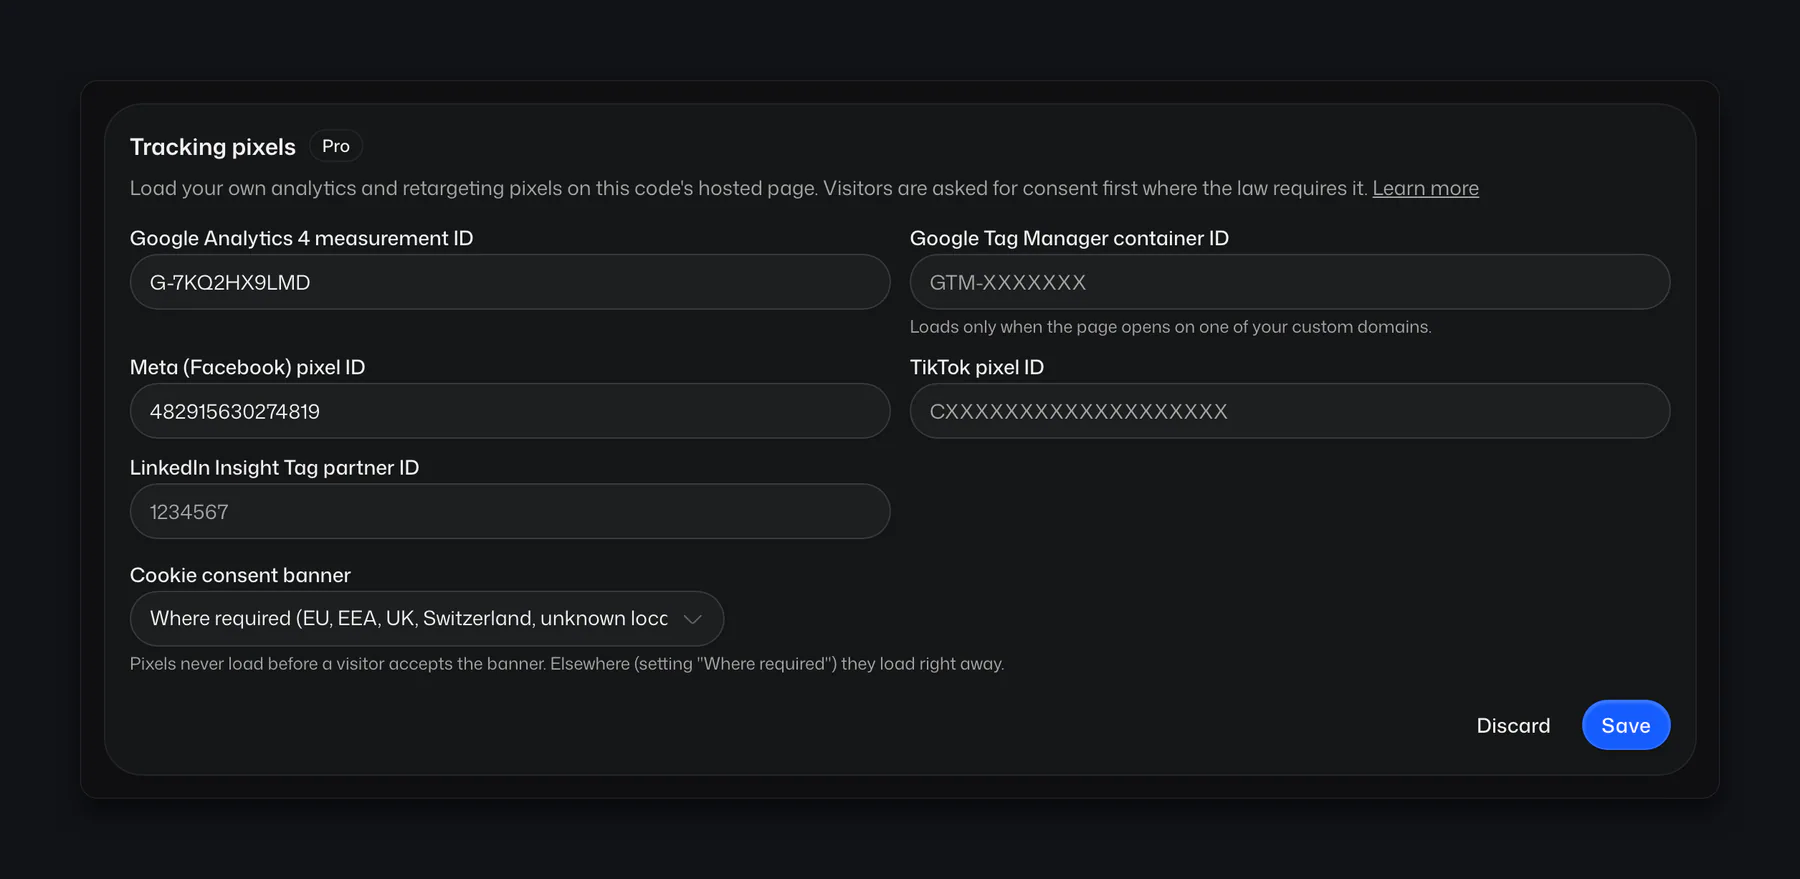 Tracking pixels Pro
Load your own analytics and retargeting pixels on this code's hosted page. Visitors are asked for consent first where the law requires it. Learn more
Google Analytics 4 measurement ID
G-7KQ2HX9LMD
Google Tag Manager container ID
GTM-XXXXXXX
Loads only when the page opens on one of your custom domains.
Meta (Facebook) pixel ID
482915630274819
TikTok pixel ID
CXXXXXXXXXXXXXXXXXXX
LinkedIn Insight Tag partner ID
1234567
Cookie consent banner
Where required (EU, EEA, UK, Switzerland, unknown loc
Pixels never load before a visitor accepts the banner. Elsewhere (setting "Where required") they load right away.
Discard
Save